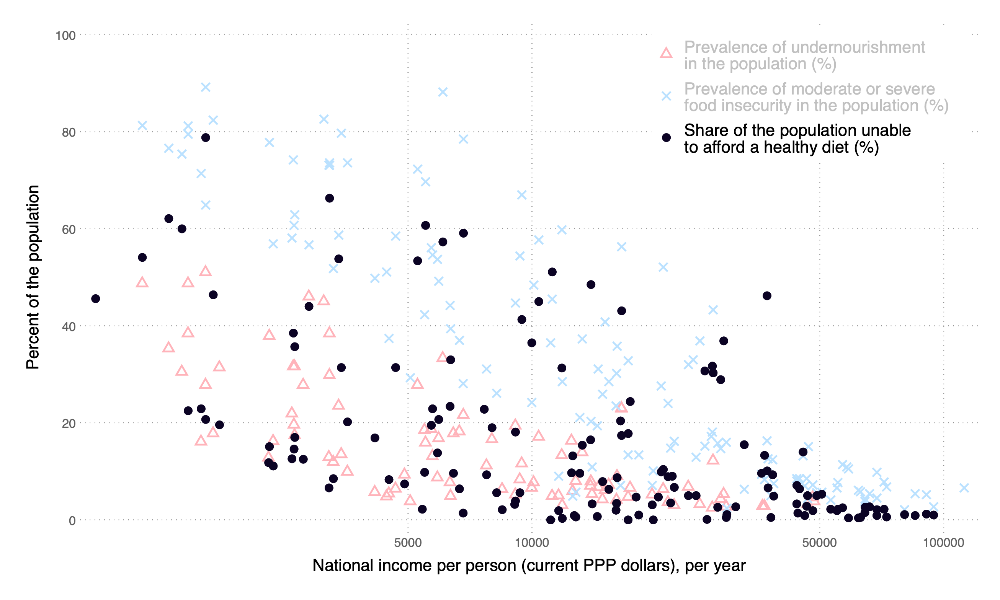 100
80
60
40
20
0
Percent of the population
Prevalence of undernourishment
in the population (%)
Prevalence of moderate or severe
food insecurity in the population (%)
Share of the population unable
to afford a healthy diet (%)
5000
10000
50000
100000
National income per person (current PPP dollars), per year